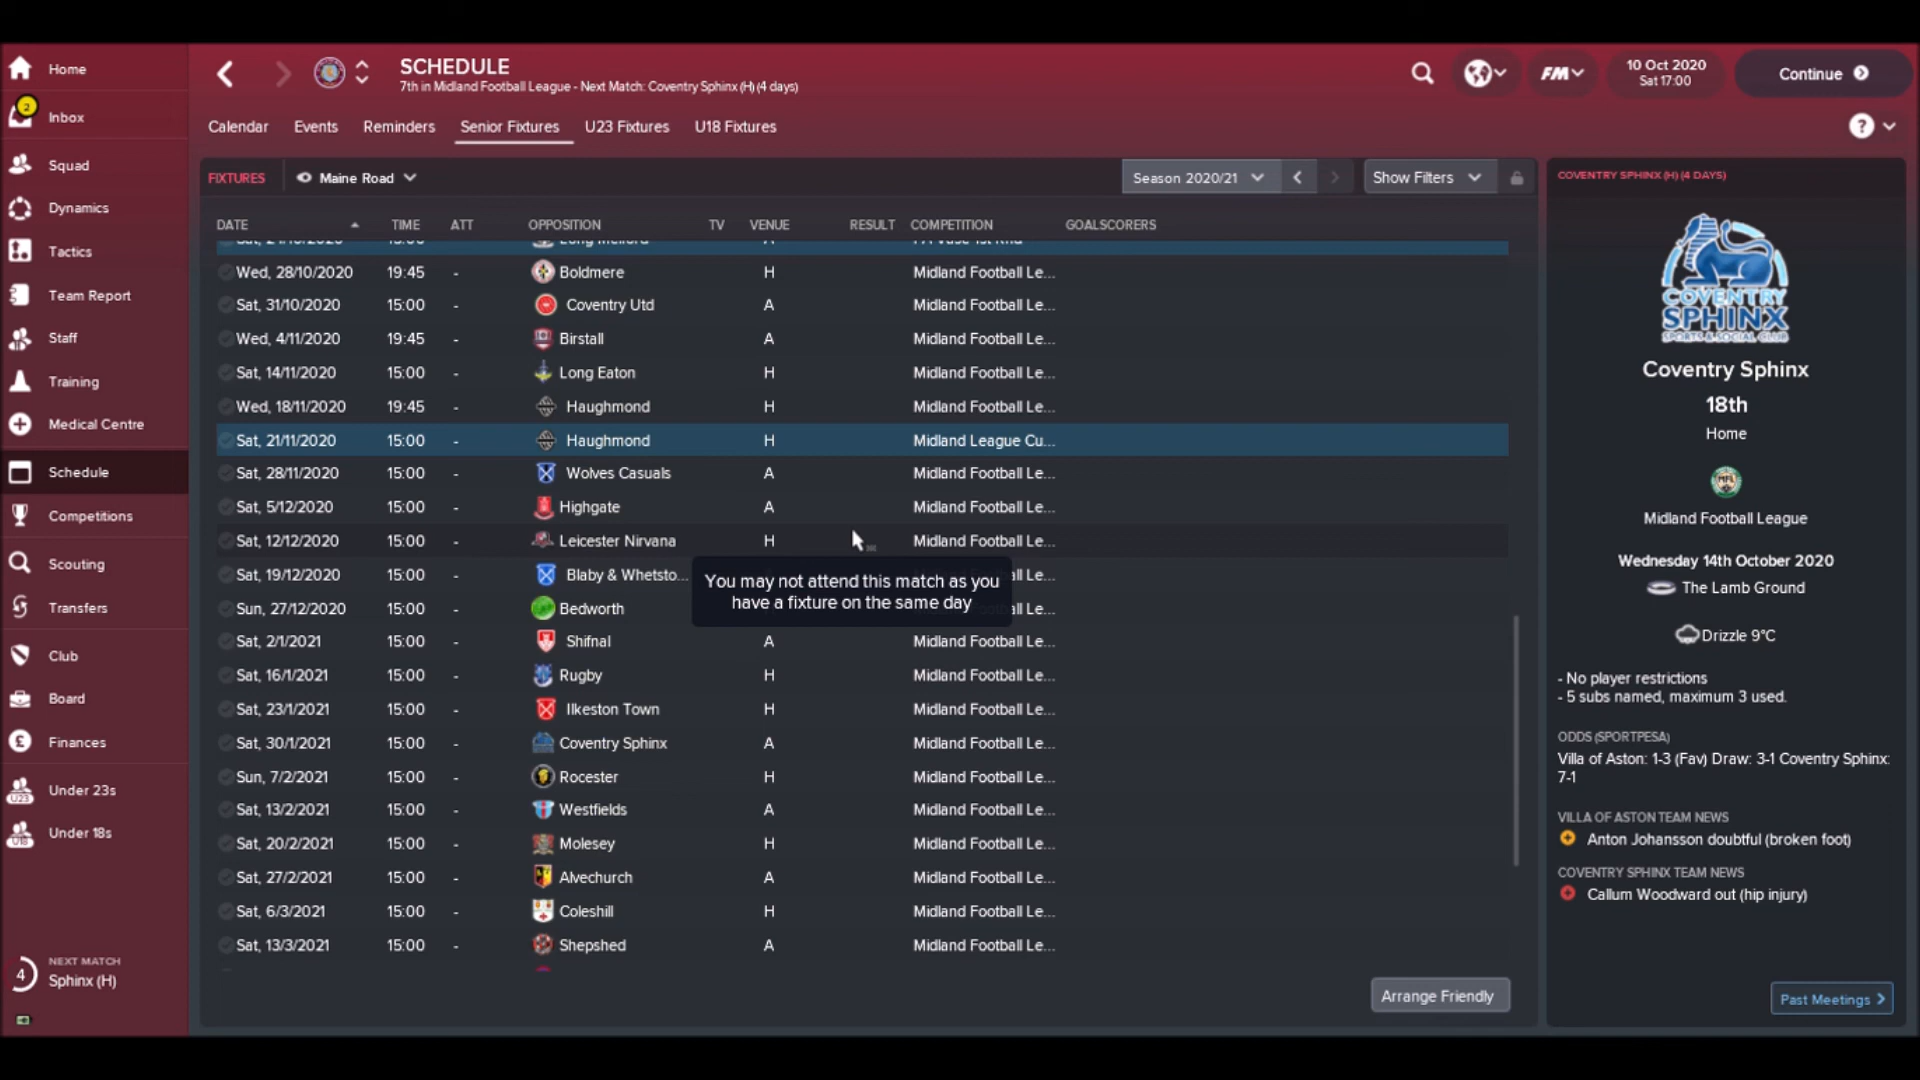 Home
2
Inbox
Squad
Dynamics
Tactics
Team Report
Staff
Training
Medical Centre
Schedule
Competitions
Scouting
Transfers
Club
Board
Finances
U23
Under 23s
U18
Under 18s
4
NEXT MATCH
Sphinx (H)
SCHEDULE
7th in Midland Football League - Next Match: Coventry Sphinx (H) (4 days)
FM
10 Oct 2020
Sat 17:00
Continue
Calendar Events Reminders Senior Fixtures U23 Fixtures U18 Fixtures
?
FIXTURES Maine Road Season 2020/21 Show Filters
DATE TIME ATT OPPOSITION TV VENUE RESULT COMPETITION GOALSCORERS
Wed, 28/10/2020 19:45 - Boldmere H Midland Football Le...
Sat, 31/10/2020 15:00 - Coventry Utd A Midland Football Le...
Wed, 4/11/2020 19:45 - Birstall A Midland Football Le...
Sat, 14/11/2020 15:00 - Long Eaton H Midland Football Le...
Wed, 18/11/2020 19:45 - Haughmond H Midland Football Le...
Sat, 21/11/2020 15:00 - Haughmond H Midland League Cu...
Sat, 28/11/2020 15:00 - Wolves Casuals A Midland Football Le...
Sat, 5/12/2020 15:00 - Highgate A Midland Football Le...
Sat, 12/12/2020 15:00 - Leicester Nirvana H Midland Football Le...
Sat, 19/12/2020 15:00 - Blaby & Whetsto... ll Le...
Sun, 27/12/2020 15:00 - Bedworth ll Le...
You may not attend this match as you
have a fixture on the same day
Sat, 2/1/2021 15:00 - Shifnal A Midland Football Le...
Sat, 16/1/2021 15:00 - Rugby H Midland Football Le...
Sat, 23/1/2021 15:00 - Ilkeston Town H Midland Football Le...
Sat, 30/1/2021 15:00 - Coventry Sphinx A Midland Football Le...
Sun, 7/2/2021 15:00 - Rocester H Midland Football Le...
Sat, 13/2/2021 15:00 - Westfields A Midland Football Le...
Sat, 20/2/2021 15:00 - Molesey H Midland Football Le...
Sat, 27/2/2021 15:00 - Alvechurch A Midland Football Le...
Sat, 6/3/2021 15:00 - Coleshill H Midland Football Le...
Sat, 13/3/2021 15:00 - Shepshed A Midland Football Le...
Arrange Friendly
COVENTRY SPHINX (H) (4 DAYS)
COVENTRY
SPHINX
SPORTS & SOCIAL CLUB
Coventry Sphinx
18th
Home
MFL
Midland Football League
Wednesday 14th October 2020
The Lamb Ground
Drizzle 9°C
- No player restrictions
- 5 subs named, maximum 3 used.
ODDS (SPORTPESA)
Villa of Aston: 1-3 (Fav) Draw: 3-1 Coventry Sphinx:
7-1
VILLA OF ASTON TEAM NEWS
Anton Johansson doubtful (broken foot)
COVENTRY SPHINX TEAM NEWS
Callum Woodward out (hip injury)
Past Meetings